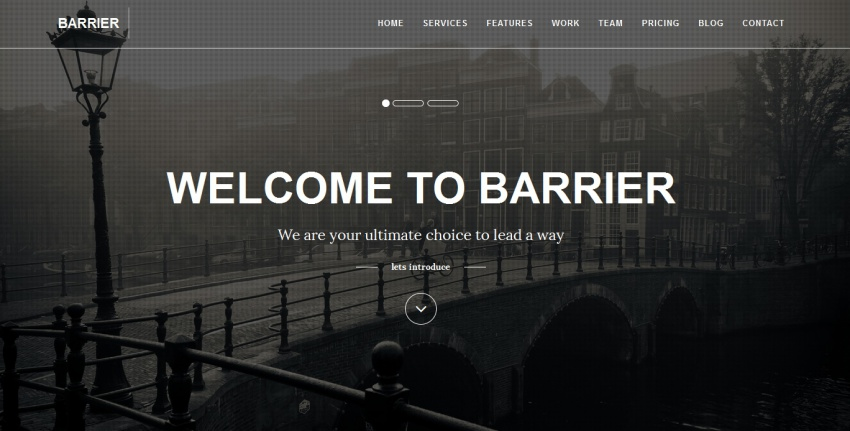 BARRIER
HOME SERVICES FEATURES WORK TEAM PRICING BLOG CONTACT
WELCOME TO BARRIER
We are your ultimate choice to lead a way
lets introduce